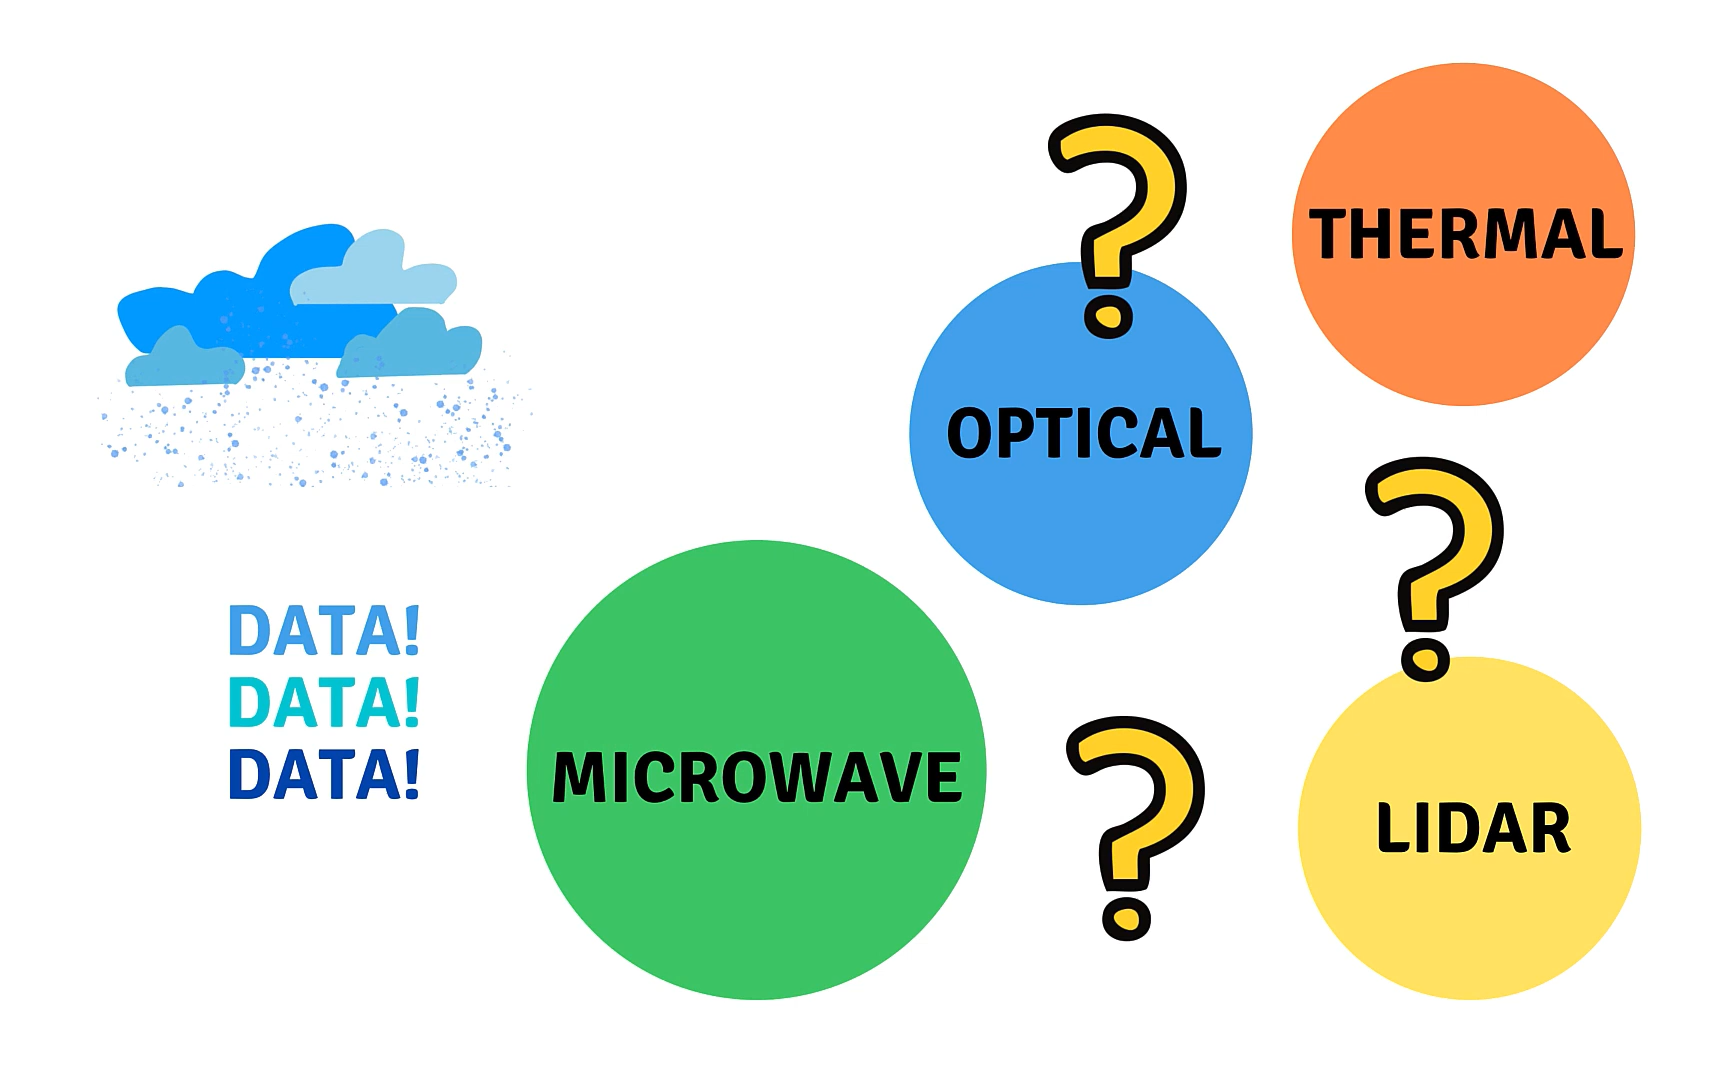 DATA!
DATA!
DATA!
MICROWAVE
?
OPTICAL
THERMAL
?
?
LIDAR